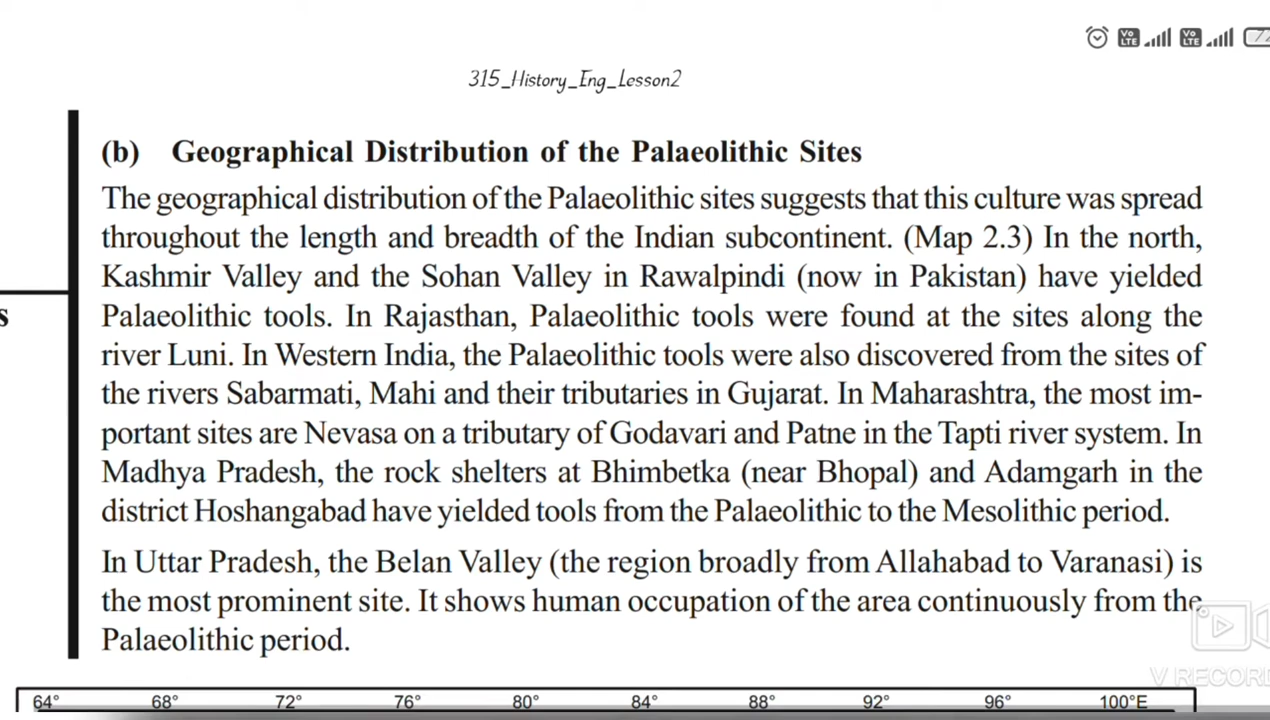 Vo LTE Vo LTE
315_History_Eng_Lesson2
(b) Geographical Distribution of the Palaeolithic Sites
The geographical distribution of the Palaeolithic sites suggests that this culture was spread
throughout the length and breadth of the Indian subcontinent. (Map 2.3) In the north,
Kashmir Valley and the Sohan Valley in Rawalpindi (now in Pakistan) have yielded
Palaeolithic tools. In Rajasthan, Palaeolithic tools were found at the sites along the
s
river Luni. In Western India, the Palaeolithic tools were also discovered from the sites of
the rivers Sabarmati, Mahi and their tributaries in Gujarat. In Maharashtra, the most im-
portant sites are Nevasa on a tributary of Godavari and Patne in the Tapti river system. In
Madhya Pradesh, the rock shelters at Bhimbetka (near Bhopal) and Adamgarh in the
district Hoshangabad have yielded tools from the Palaeolithic to the Mesolithic period.
In Uttar Pradesh, the Belan Valley (the region broadly from Allahabad to Varanasi) is
the most prominent site. It shows human occupation of the area continuously from the
Palaeolithic period.
V RECORD
64° 68° 72° 76° 80° 84° 88° 92° 96° 100°E